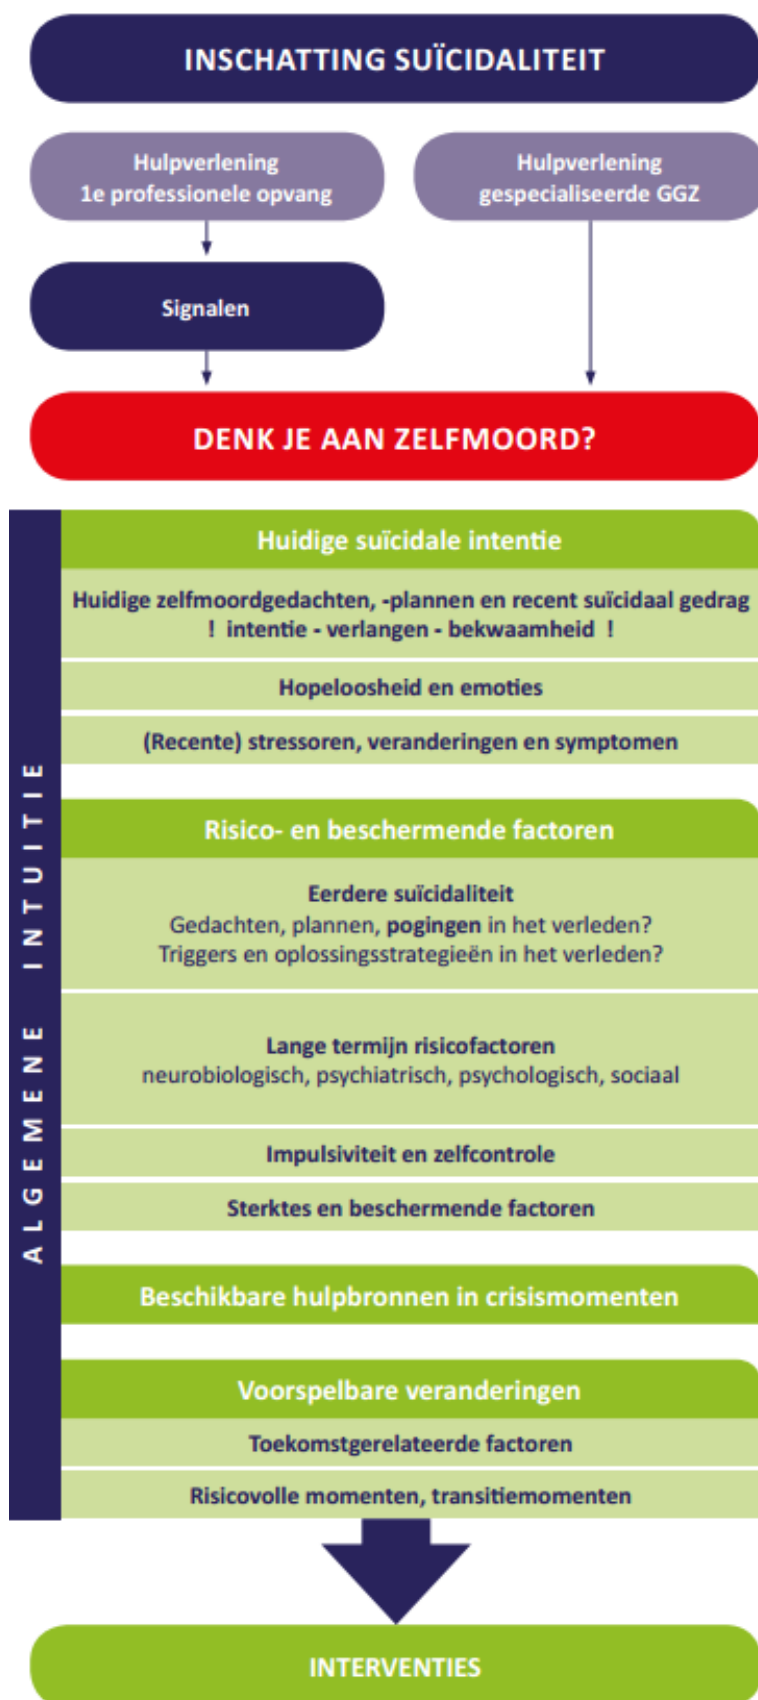 INSCHATTING SUÏCIDALITEIT
Hulpverlening
1e professionele opvang
Hulpverlening
gespecialiseerde GGZ
Signalen
DENK JE AAN ZELFMOORD?
ALGEMENE INTUITIE
Huidige suïcidale intentie
Huidige zelfmoordgedachten, -plannen en recent suïcidaal gedrag
! intentie - verlangen - bekwaamheid !
Hopeloosheid en emoties
(Recente) stressoren, veranderingen en symptomen
Risico- en beschermende factoren
Eerdere suïcidaliteit
Gedachten, plannen, pogingen in het verleden?
Triggers en oplossingsstrategieën in het verleden?
Lange termijn risicofactoren
neurobiologisch, psychiatrisch, psychologisch, sociaal
Impulsiviteit en zelfcontrole
Sterktes en beschermende factoren
Beschikbare hulpbronnen in crisismomenten
Voorspelbare veranderingen
Toekomstgerelateerde factoren
Risicovolle momenten, transitiemomenten
INTERVENTIES